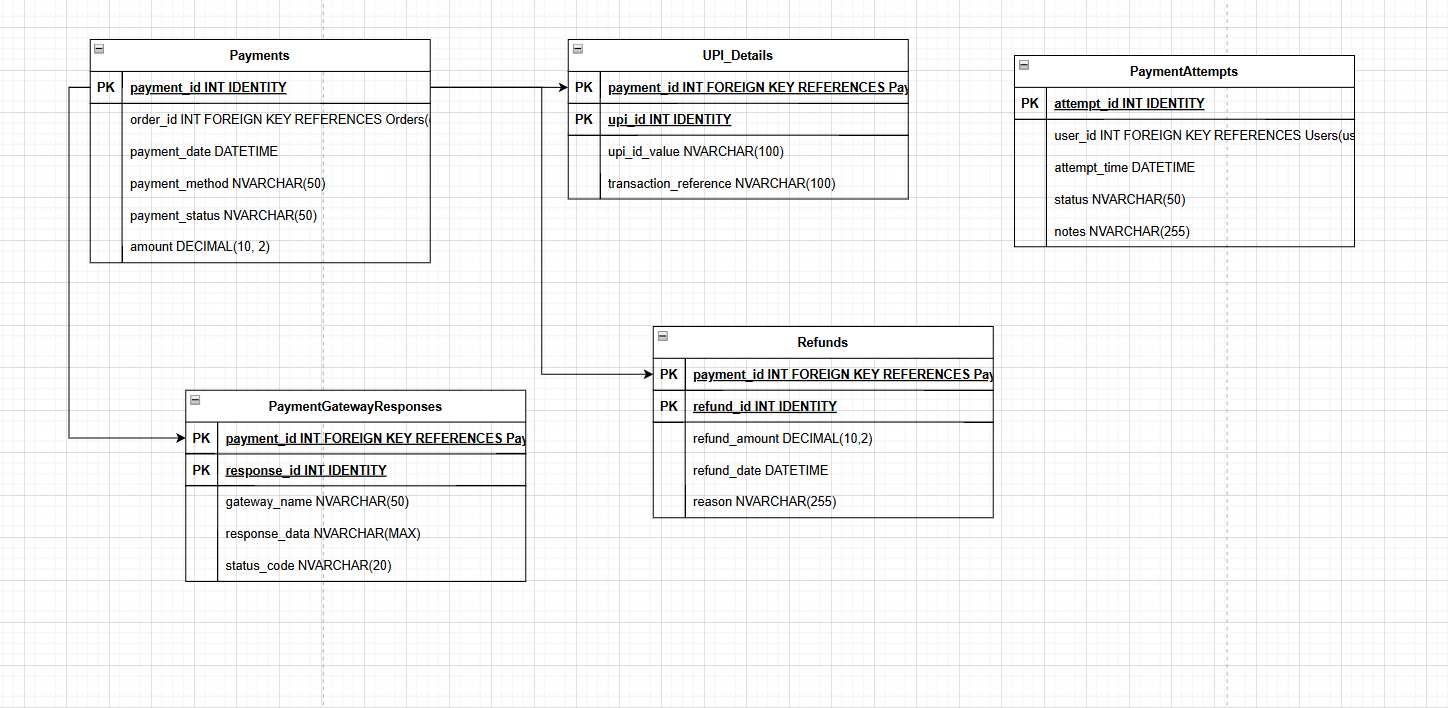 Payments
PK payment_id INT IDENTITY
order_id INT FOREIGN KEY REFERENCES Orders(
payment_date DATETIME
payment_method NVARCHAR(50)
payment_status NVARCHAR(50)
amount DECIMAL(10, 2)
UPI_Details
PK payment_id INT FOREIGN KEY REFERENCES Pay
PK upi_id INT IDENTITY
upi_id_value NVARCHAR(100)
transaction_reference NVARCHAR(100)
PaymentAttempts
PK attempt_id INT IDENTITY
user_id INT FOREIGN KEY REFERENCES Users(us
attempt_time DATETIME
status NVARCHAR(50)
notes NVARCHAR(255)
Refunds
PK payment_id INT FOREIGN KEY REFERENCES Pay
PK refund_id INT IDENTITY
refund_amount DECIMAL(10,2)
refund_date DATETIME
reason NVARCHAR(255)
PaymentGatewayResponses
PK payment_id INT FOREIGN KEY REFERENCES Pay
PK response_id INT IDENTITY
gateway_name NVARCHAR(50)
response_data NVARCHAR(MAX)
status_code NVARCHAR(20)